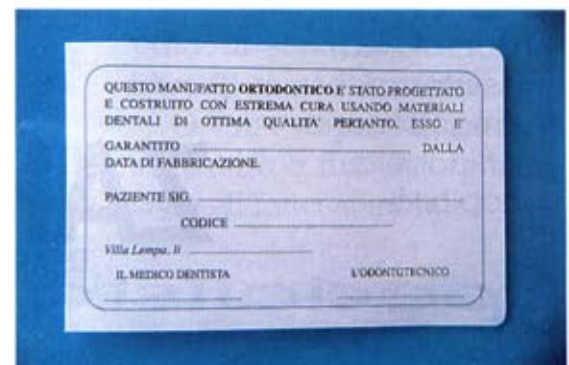 QUESTO MANUFATTO ORTODONTICO E' STATO PROGETTATO
E COSTRUITO CON ESTREMA CURA USANDO MATERIALI
DENTALI DI OTTIMA QUALITA' PERTANTO, ESSO E'
GARANTITO DALLA
DATA DI FABBRICAZIONE.
PAZIENTE SIG.
CODICE
Villa Lempa, lì
IL MEDICO DENTISTA L'ODONTOTECNICO